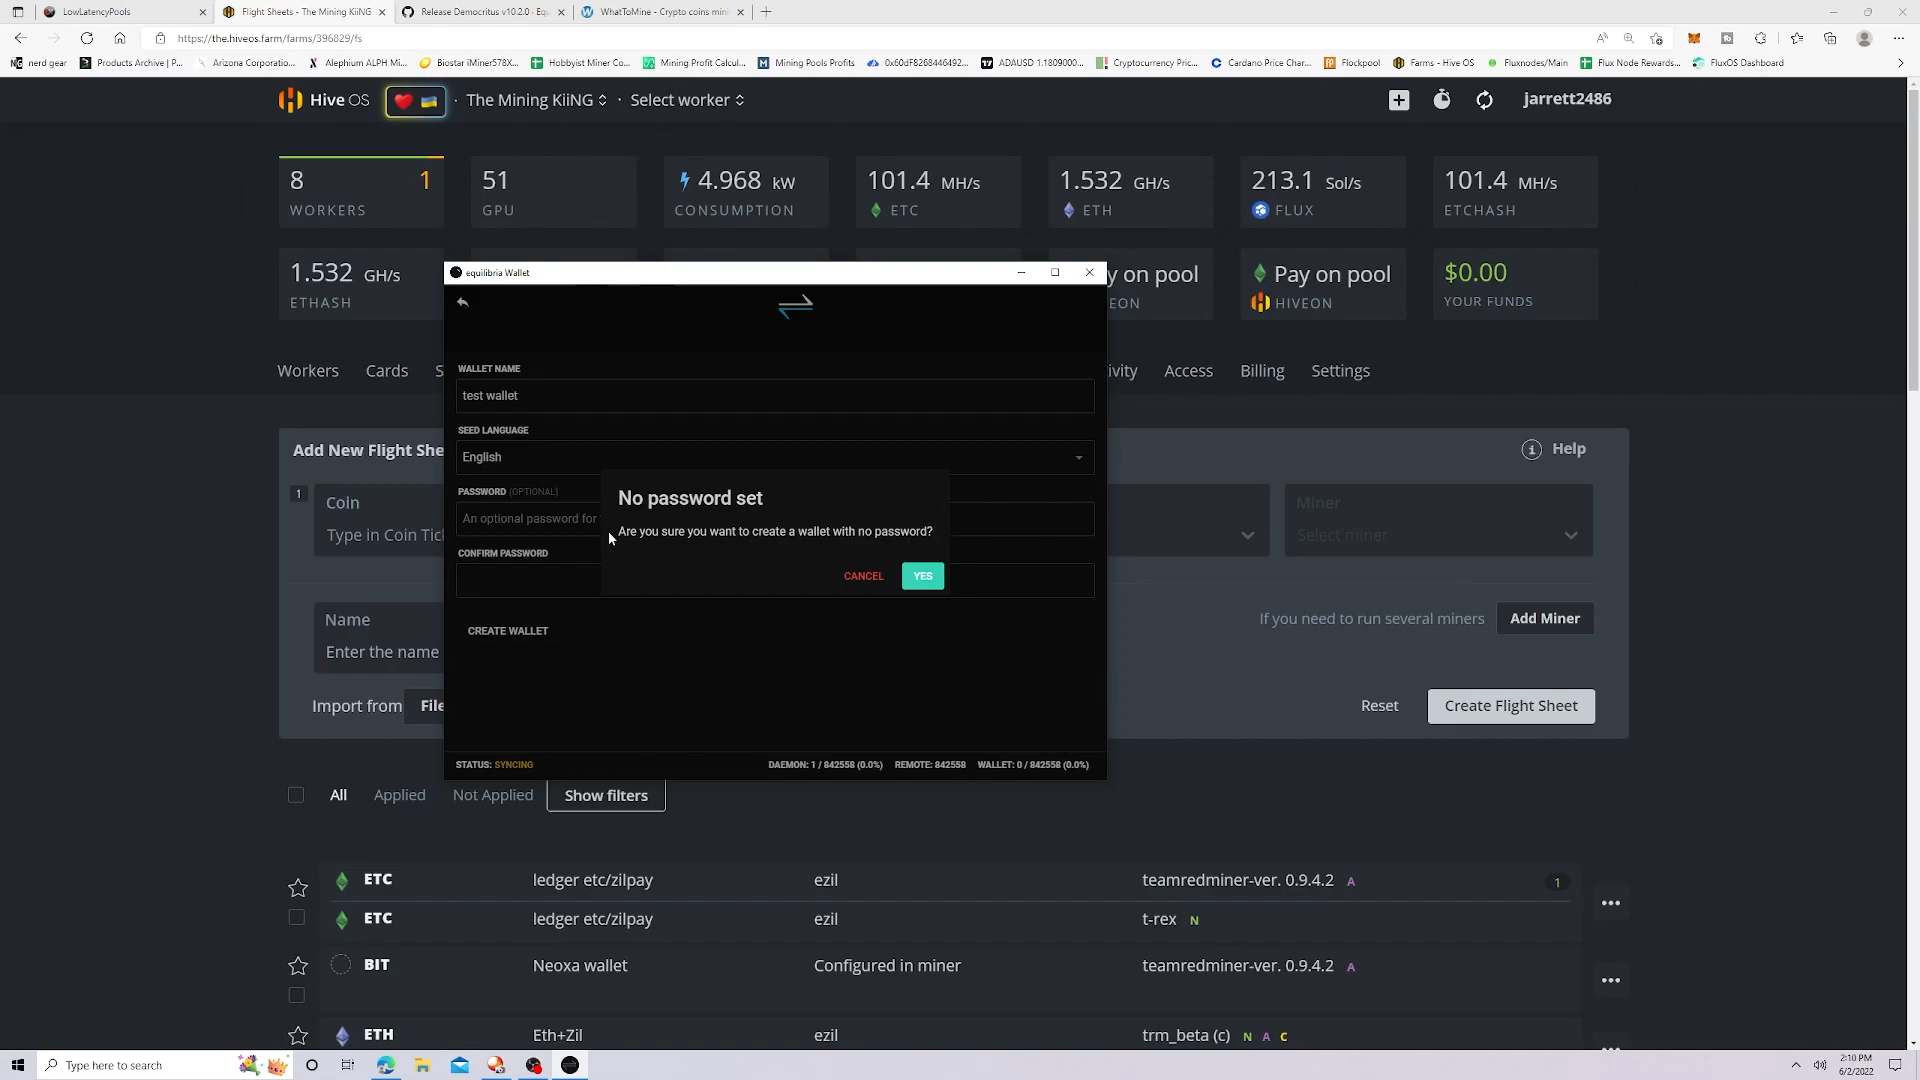 LowLatencyPools
Flight Sheets - The Mining KiiNG
Release Democritus v10.2.0 - Equ
WhatToMine - Crypto coins mini
https://the.hiveos.farm/farms/396829/fs
nerd gear
Products Archive | P...
Arizona Corporatio...
Alephium ALPH Mi...
Biostar iMiner578X...
Hobbyist Miner Co...
Mining Profit Calcul...
Mining Pools Profits
0x60dF8268446492...
ADAUSD 1.1809000...
Cryptocurrency Pric...
Cardano Price Char...
Flockpool
Farms - Hive OS
Fluxnodes/Main
Flux Node Rewards...
FluxOS Dashboard
Hive OS
· The Mining KiiNG
· Select worker
jarrett2486
8 1
WORKERS
51
GPU
4.968 kW
CONSUMPTION
101.4 MH/s
ETC
1.532 GH/s
ETH
213.1 Sol/s
FLUX
101.4 MH/s
ETCHASH
1.532 GH/s
ETHASH
y on pool
EON
Pay on pool
HIVEON
$0.00
YOUR FUNDS
Workers Cards S
ivity Access Billing Settings
equilibria Wallet
WALLET NAME
test wallet
SEED LANGUAGE
English
PASSWORD (OPTIONAL)
An optional password for
CONFIRM PASSWORD
CREATE WALLET
No password set
Are you sure you want to create a wallet with no password?
CANCEL YES
STATUS: SYNCING
DAEMON: 1 / 842558 (0.0%) REMOTE: 842558 WALLET: 0 / 842558 (0.0%)
Add New Flight Shee
Help
1
Coin
Type in Coin Tick
Miner
Select miner
Name
Enter the name
If you need to run several miners Add Miner
Import from File
Reset Create Flight Sheet
All Applied Not Applied Show filters
ETC ledger etc/zilpay ezil teamredminer-ver. 0.9.4.2 A 1
ETC ledger etc/zilpay ezil t-rex N
BIT Neoxa wallet Configured in miner teamredminer-ver. 0.9.4.2 A
ETH Eth+Zil ezil trm_beta (c) N A C
Type here to search
2:10 PM
6/2/2022